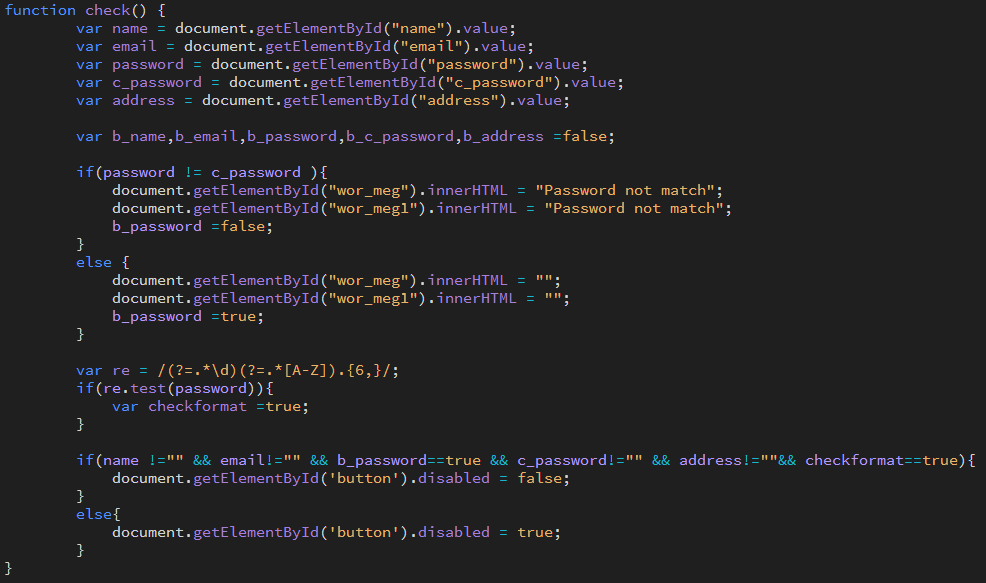 function check() {
var name = document.getElementById("name").value;
var email = document.getElementById("email").value;
var password = document.getElementById("password").value;
var c_password = document.getElementById("c_password").value;
var address = document.getElementById("address").value;
var b_name,b_email,b_password,b_c_password,b_address =false;
if(password != c_password ){
document.getElementById("wor_meg").innerHTML = "Password not match";
document.getElementById("wor_meg1").innerHTML = "Password not match";
b_password =false;
}
else {
document.getElementById("wor_meg").innerHTML = "";
document.getElementById("wor_meg1").innerHTML = "";
b_password =true;
}
var re = /(?=.*\d)(?=.*[A-Z]).{6,}/;
if(re.test(password)){
var checkformat =true;
}
if(name !="" && email!="" && b_password==true && c_password!="" && address!=""&& checkformat==true){
document.getElementById('button').disabled = false;
}
else{
document.getElementById('button').disabled = true;
}
}